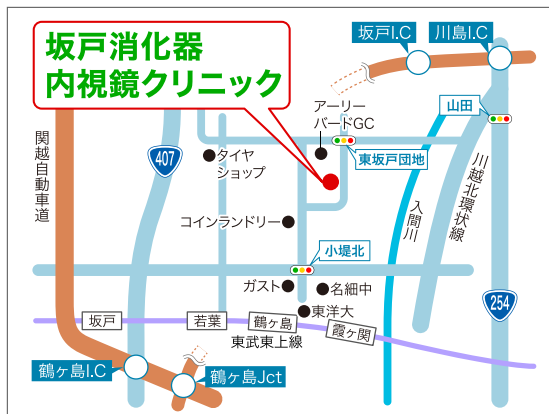 坂戸消化器
内視鏡クリニック
坂戸I.C
川島I.C
アーリー
バードGC
山田
関越自動車道
407
タイヤ
ショップ
東坂戸団地
川越北環状線
コインランドリー
入間川
小堤北
ガスト
名細中
254
東洋大
坂戸
若葉
鶴ヶ島
霞ヶ関
東武東上線
鶴ヶ島I.C
鶴ヶ島Jct